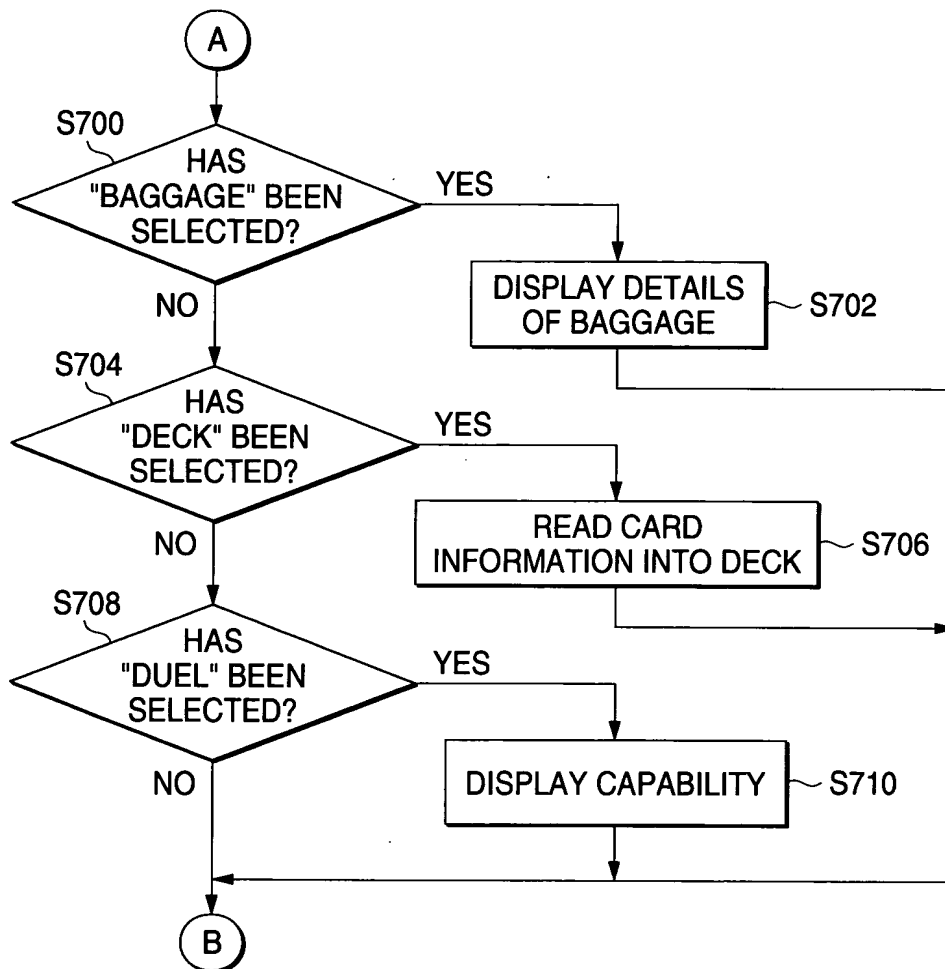 A
S700
HAS
"BAGGAGE" BEEN
SELECTED?
YES
NO
DISPLAY DETAILS
OF BAGGAGE
S702
S704
HAS
"DECK" BEEN
SELECTED?
YES
NO
READ CARD
INFORMATION INTO DECK
S706
S708
HAS
"DUEL" BEEN
SELECTED?
YES
NO
DISPLAY CAPABILITY
S710
B